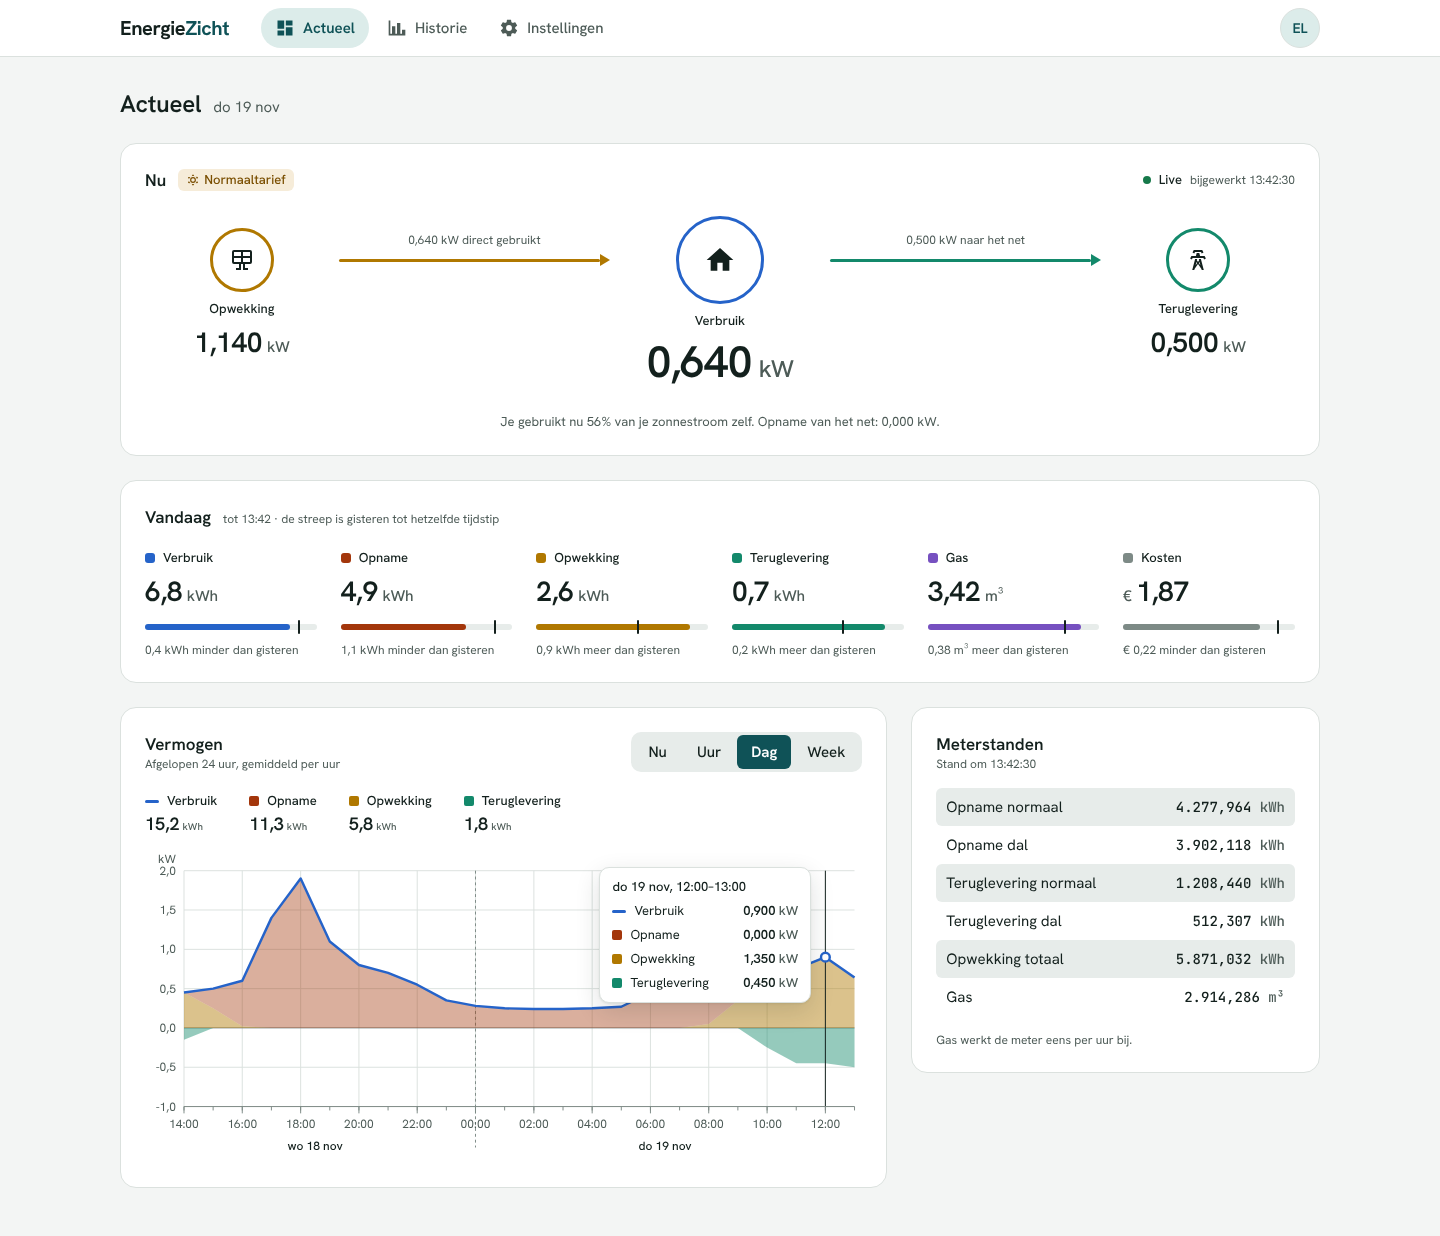 EnergieZicht
Actueel
Historie
Instellingen
EL
Actueel do 19 nov
Nu
Normaaltarief
Live bijgewerkt 13:42:30
0,640 kW direct gebruikt
0,500 kW naar het net
Opwekking
1,140 kW
Verbruik
0,640 kW
Teruglevering
0,500 kW
Je gebruikt nu 56% van je zonnestroom zelf. Opname van het net: 0,000 kW.
Vandaag tot 13:42 · de streep is gisteren tot hetzelfde tijdstip
Verbruik
6,8 kWh
0,4 kWh minder dan gisteren
Opname
4,9 kWh
1,1 kWh minder dan gisteren
Opwekking
2,6 kWh
0,9 kWh meer dan gisteren
Teruglevering
0,7 kWh
0,2 kWh meer dan gisteren
Gas
3,42 m³
0,38 m³ meer dan gisteren
Kosten
€ 1,87
€ 0,22 minder dan gisteren
Vermogen
Afgelopen 24 uur, gemiddeld per uur
Nu Uur Dag Week
Verbruik
15,2 kWh
Opname
11,3 kWh
Opwekking
5,8 kWh
Teruglevering
1,8 kWh
kW
2,0
1,5
1,0
0,5
0,0
-0,5
-1,0
14:00 16:00 18:00 20:00 22:00 00:00 02:00 04:00 06:00 08:00 10:00 12:00
wo 18 nov do 19 nov
do 19 nov, 12:00–13:00
Verbruik 0,900 kW
Opname 0,000 kW
Opwekking 1,350 kW
Teruglevering 0,450 kW
Meterstanden
Stand om 13:42:30
Opname normaal 4.277,964 kWh
Opname dal 3.902,118 kWh
Teruglevering normaal 1.208,440 kWh
Teruglevering dal 512,307 kWh
Opwekking totaal 5.871,032 kWh
Gas 2.914,286 m³
Gas werkt de meter eens per uur bij.